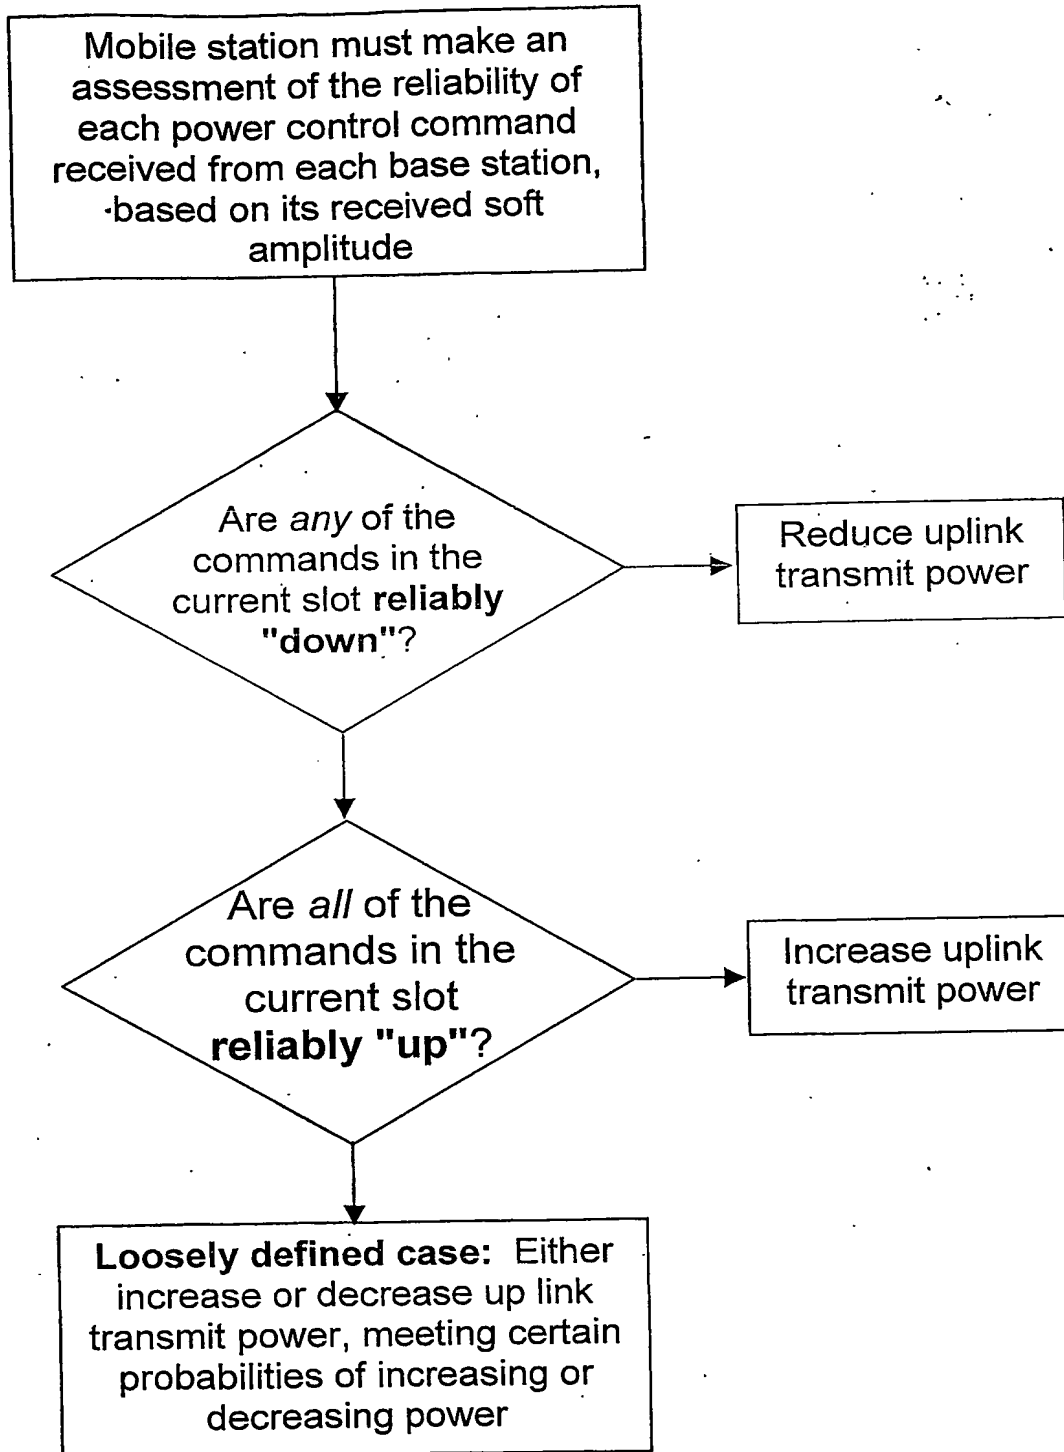 Mobile station must make an
assessment of the reliability of
each power control command
received from each base station,
based on its received soft
amplitude
Are any of the
commands in the
current slot reliably
"down"?
Reduce uplink
transmit power
Are all of the
commands in the
current slot
reliably "up"?
Increase uplink
transmit power
Loosely defined case: Either
increase or decrease up link
transmit power, meeting certain
probabilities of increasing or
decreasing power